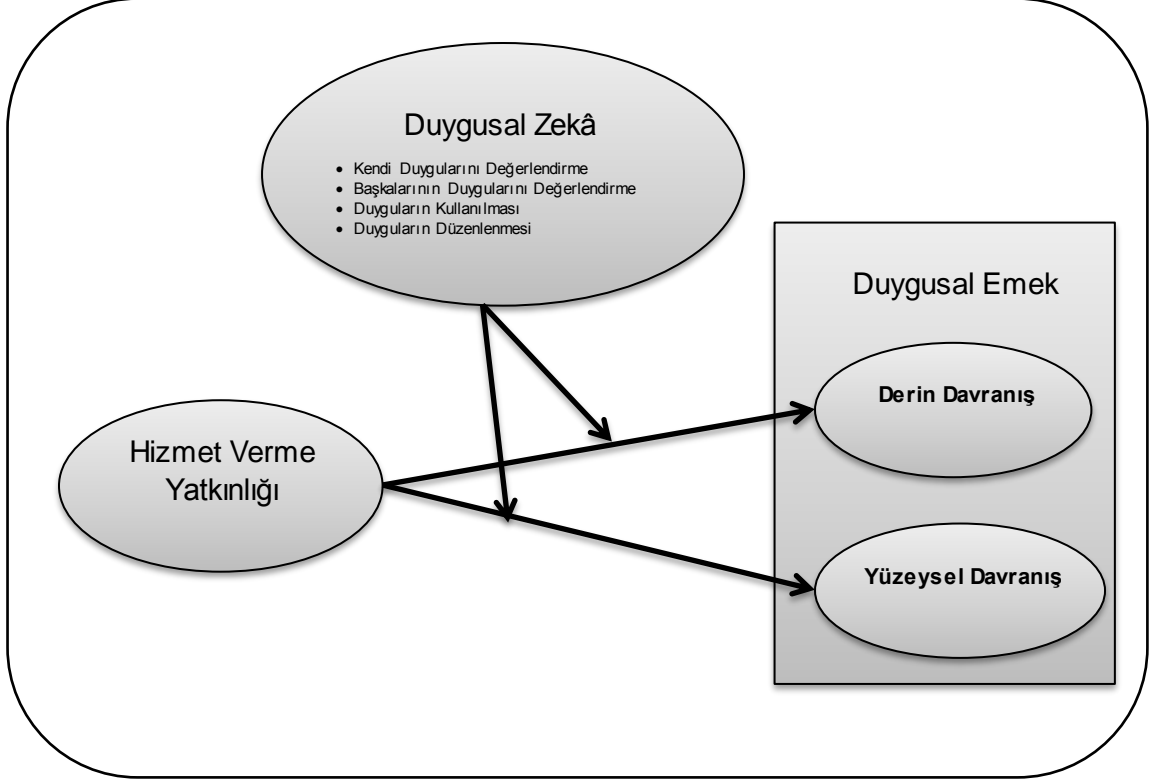 Duygusal Zekâ
• Kendi Duygularını Değerlendirme
• Başkalarının Duygularını Değerlendirme
• Duyguların Kullanılması
• Duyguların Düzenlenmesi
Duygusal Emek
Derin Davranış
Hizmet Verme
Yatkınlığı
Yüzeysel Davranış